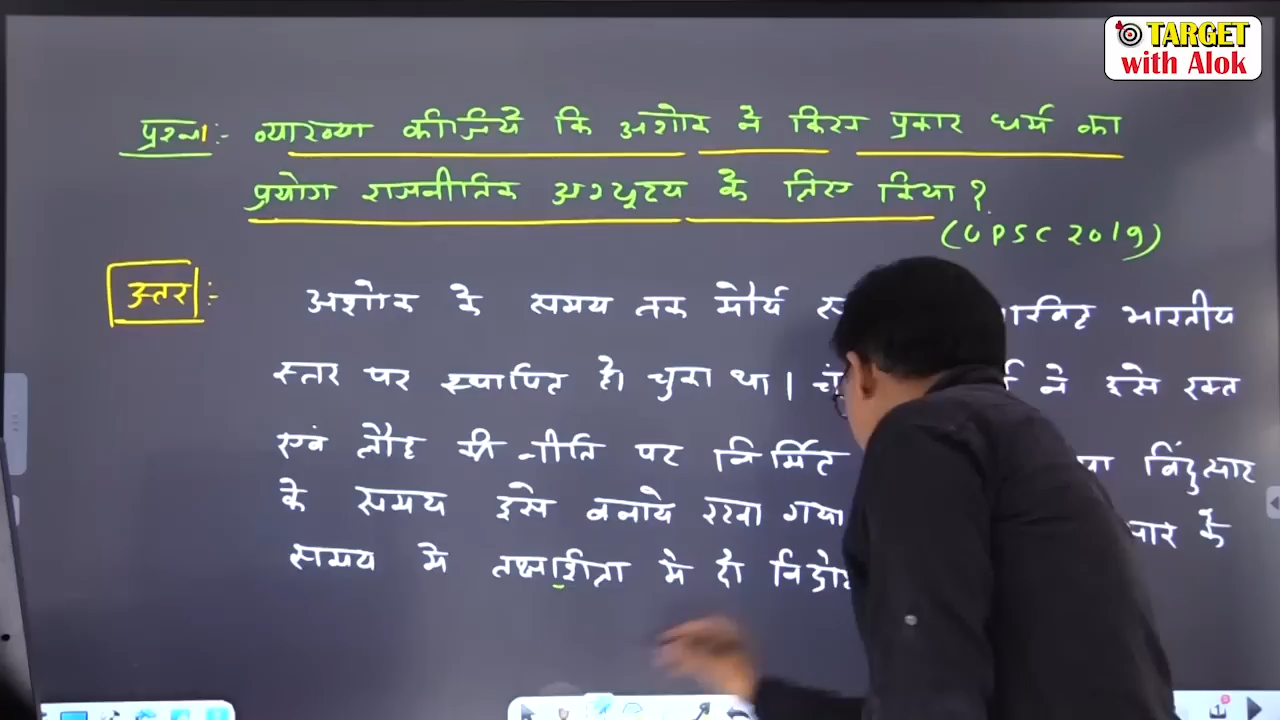 TARGET
with Alok
प्रश्न:- व्याख्या कीजिये कि अशोक ने किस प्रकार धर्म का
प्रयोग राजनीतिक अभ्युदय के लिए किया?
(UPSC 2019)
उत्तर:- अशोक के समय तक मौर्य भारतीय
स्तर पर स्थापित हो चुका था। ने इसे रक्त
एवं लौह की नीति पर निर्मित बिंदुसार
के समय इसे बनाये रखा गया के
समय में तक्षशिला में दो